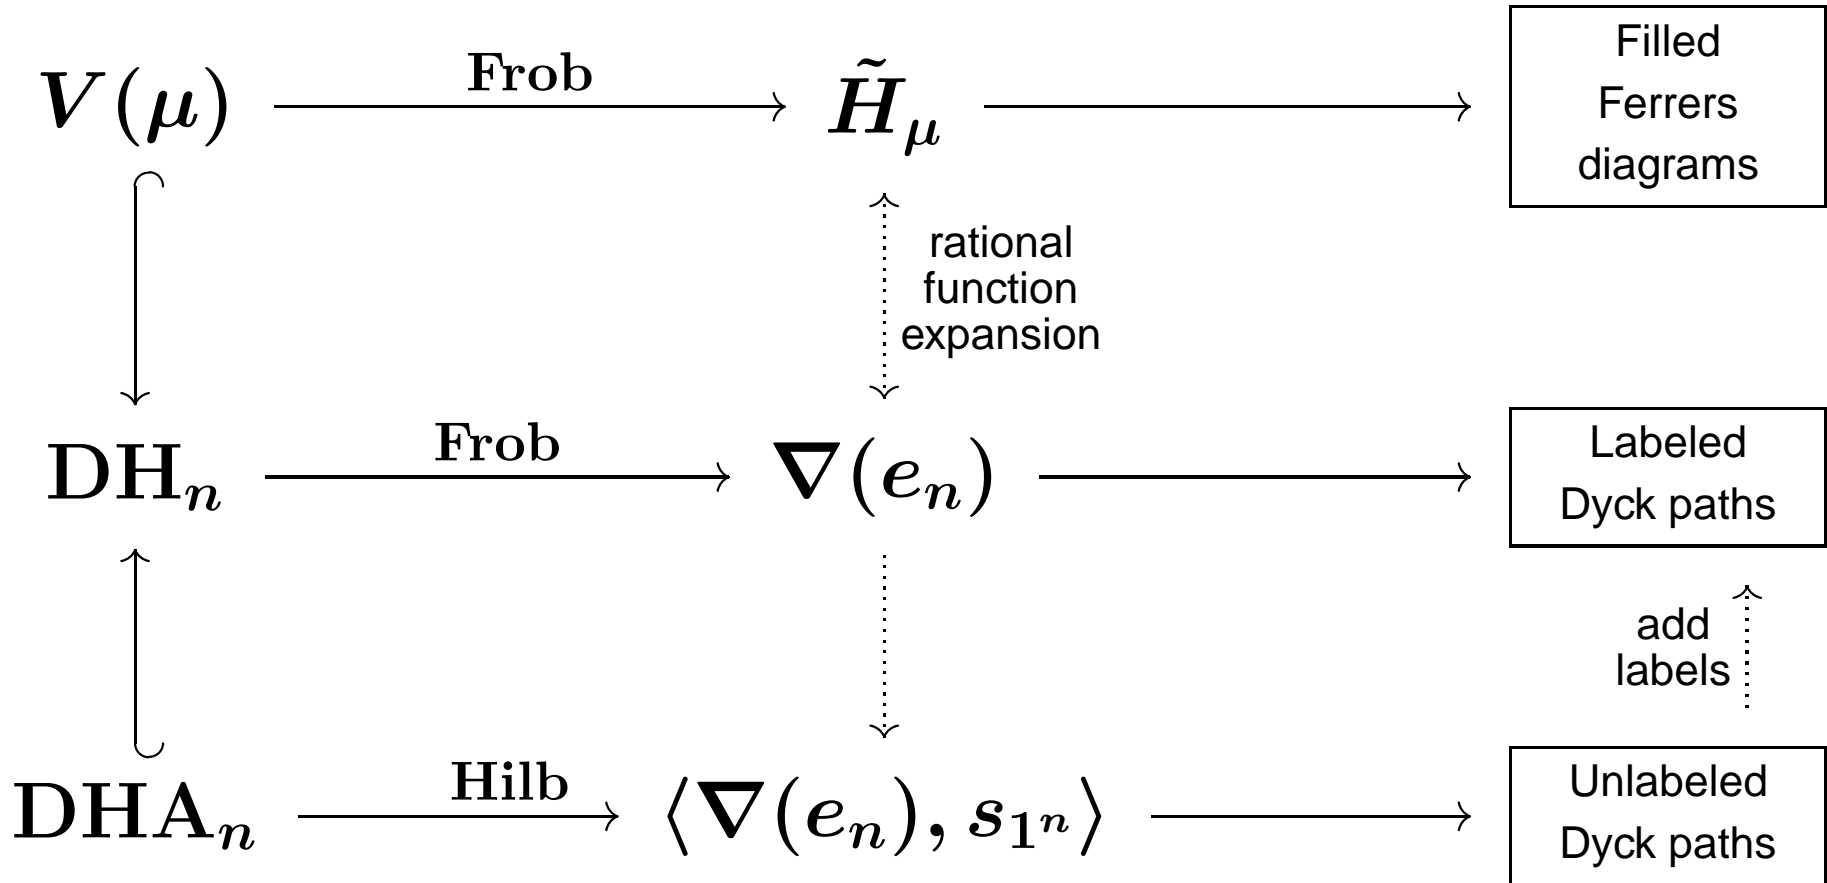 Frob
V(μ)
H̃_μ
Filled
Ferrers
diagrams
rational
function
expansion
Frob
DH_n
∇(e_n)
Labeled
Dyck paths
add
labels
Hilb
DHA_n
⟨∇(e_n), s_{1^n}⟩
Unlabeled
Dyck paths